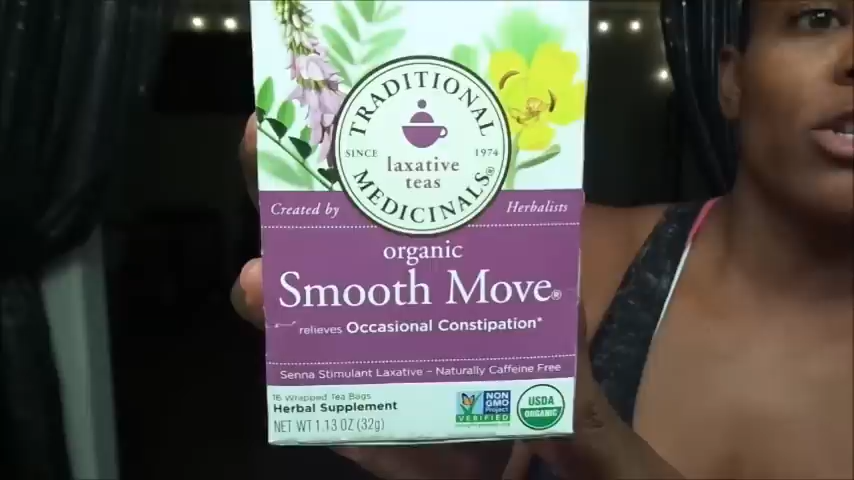 TRADITIONAL
SINCE 1974
laxative
teas
MEDICINALS®
Created by Herbalists
organic
Smooth Move®
relieves Occasional Constipation*
Senna Stimulant Laxative – Naturally Caffeine Free
16 Wrapped Tea Bags
Herbal Supplement
NET WT 1.13 OZ (32g)
NON
GMO
Project
VERIFIED
USDA
ORGANIC